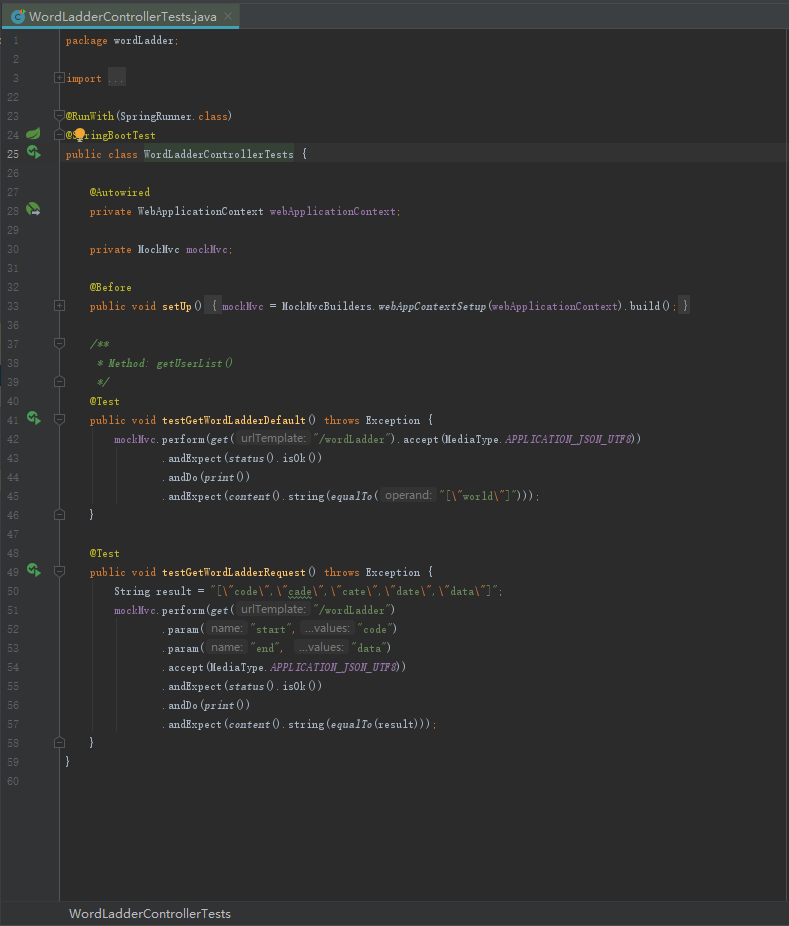 WordLadderControllerTests.java
1 package wordLadder;
2
3 import ...
22
23 @RunWith(SpringRunner.class)
24 ringBootTest
25 public class WordLadderControllerTests {
26
27 @Autowired
28 private WebApplicationContext webApplicationContext;
29
30 private MockMvc mockMvc;
31
32 @Before
33 public void setUp() { mockMvc = MockMvcBuilders.webAppContextSetup(webApplicationContext).build(); }
36
37 /**
38 * Method: getUserList()
39 */
40 @Test
41 public void testGetWordLadderDefault() throws Exception {
42 mockMvc.perform(get( urlTemplate: "/wordLadder").accept(MediaType.APPLICATION_JSON_UTF8))
43 .andExpect(status().isOk())
44 .andDo(print())
45 .andExpect(content().string(equalTo( operand: "[\"world\"]")));
46 }
47
48 @Test
49 public void testGetWordLadderRequest() throws Exception {
50 String result = "[\"code\",\"cade\",\"cate\",\"date\",\"data\"]";
51 mockMvc.perform(get( urlTemplate: "/wordLadder")
52 .param( name: "start", ...values: "code")
53 .param( name: "end", ...values: "data")
54 .accept(MediaType.APPLICATION_JSON_UTF8))
55 .andExpect(status().isOk())
56 .andDo(print())
57 .andExpect(content().string(equalTo(result)));
58 }
59 }
60
WordLadderControllerTests